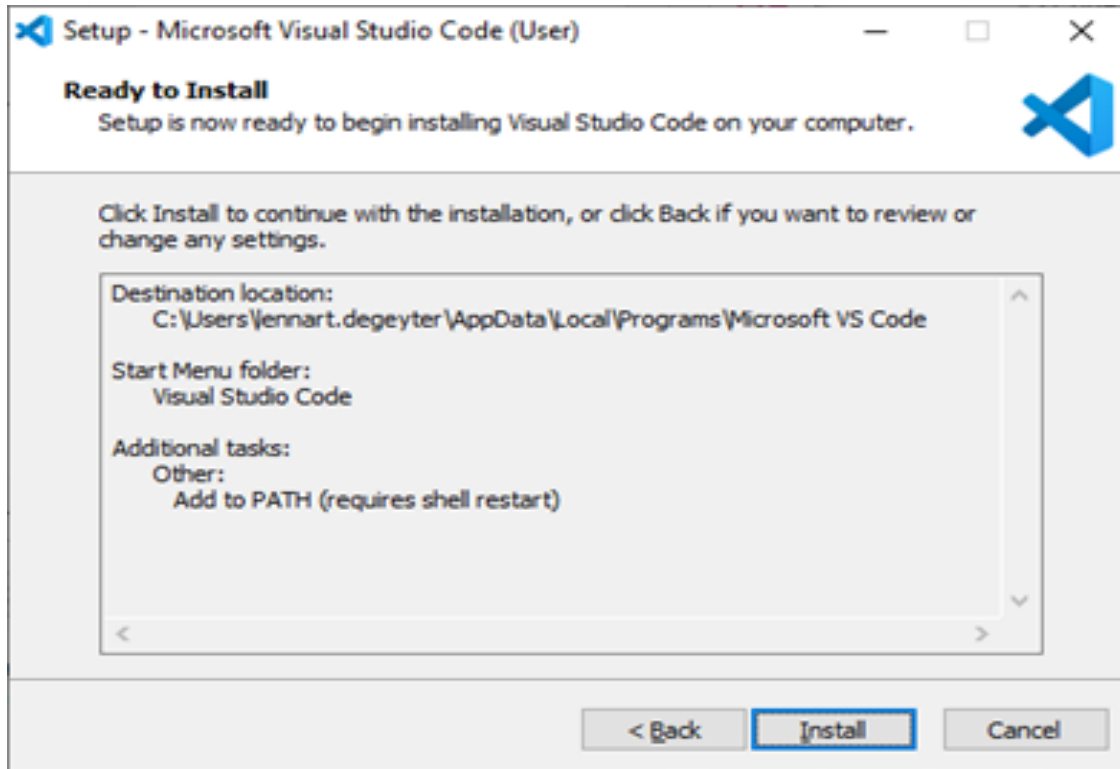 Setup - Microsoft Visual Studio Code (User)
Ready to Install
Setup is now ready to begin installing Visual Studio Code on your computer.
Click Install to continue with the installation, or click Back if you want to review or
change any settings.
Destination location:
C:\Users\lennart.degeyter\AppData\Local\Programs\Microsoft VS Code
Start Menu folder:
Visual Studio Code
Additional tasks:
Other:
Add to PATH (requires shell restart)
< Back Install Cancel